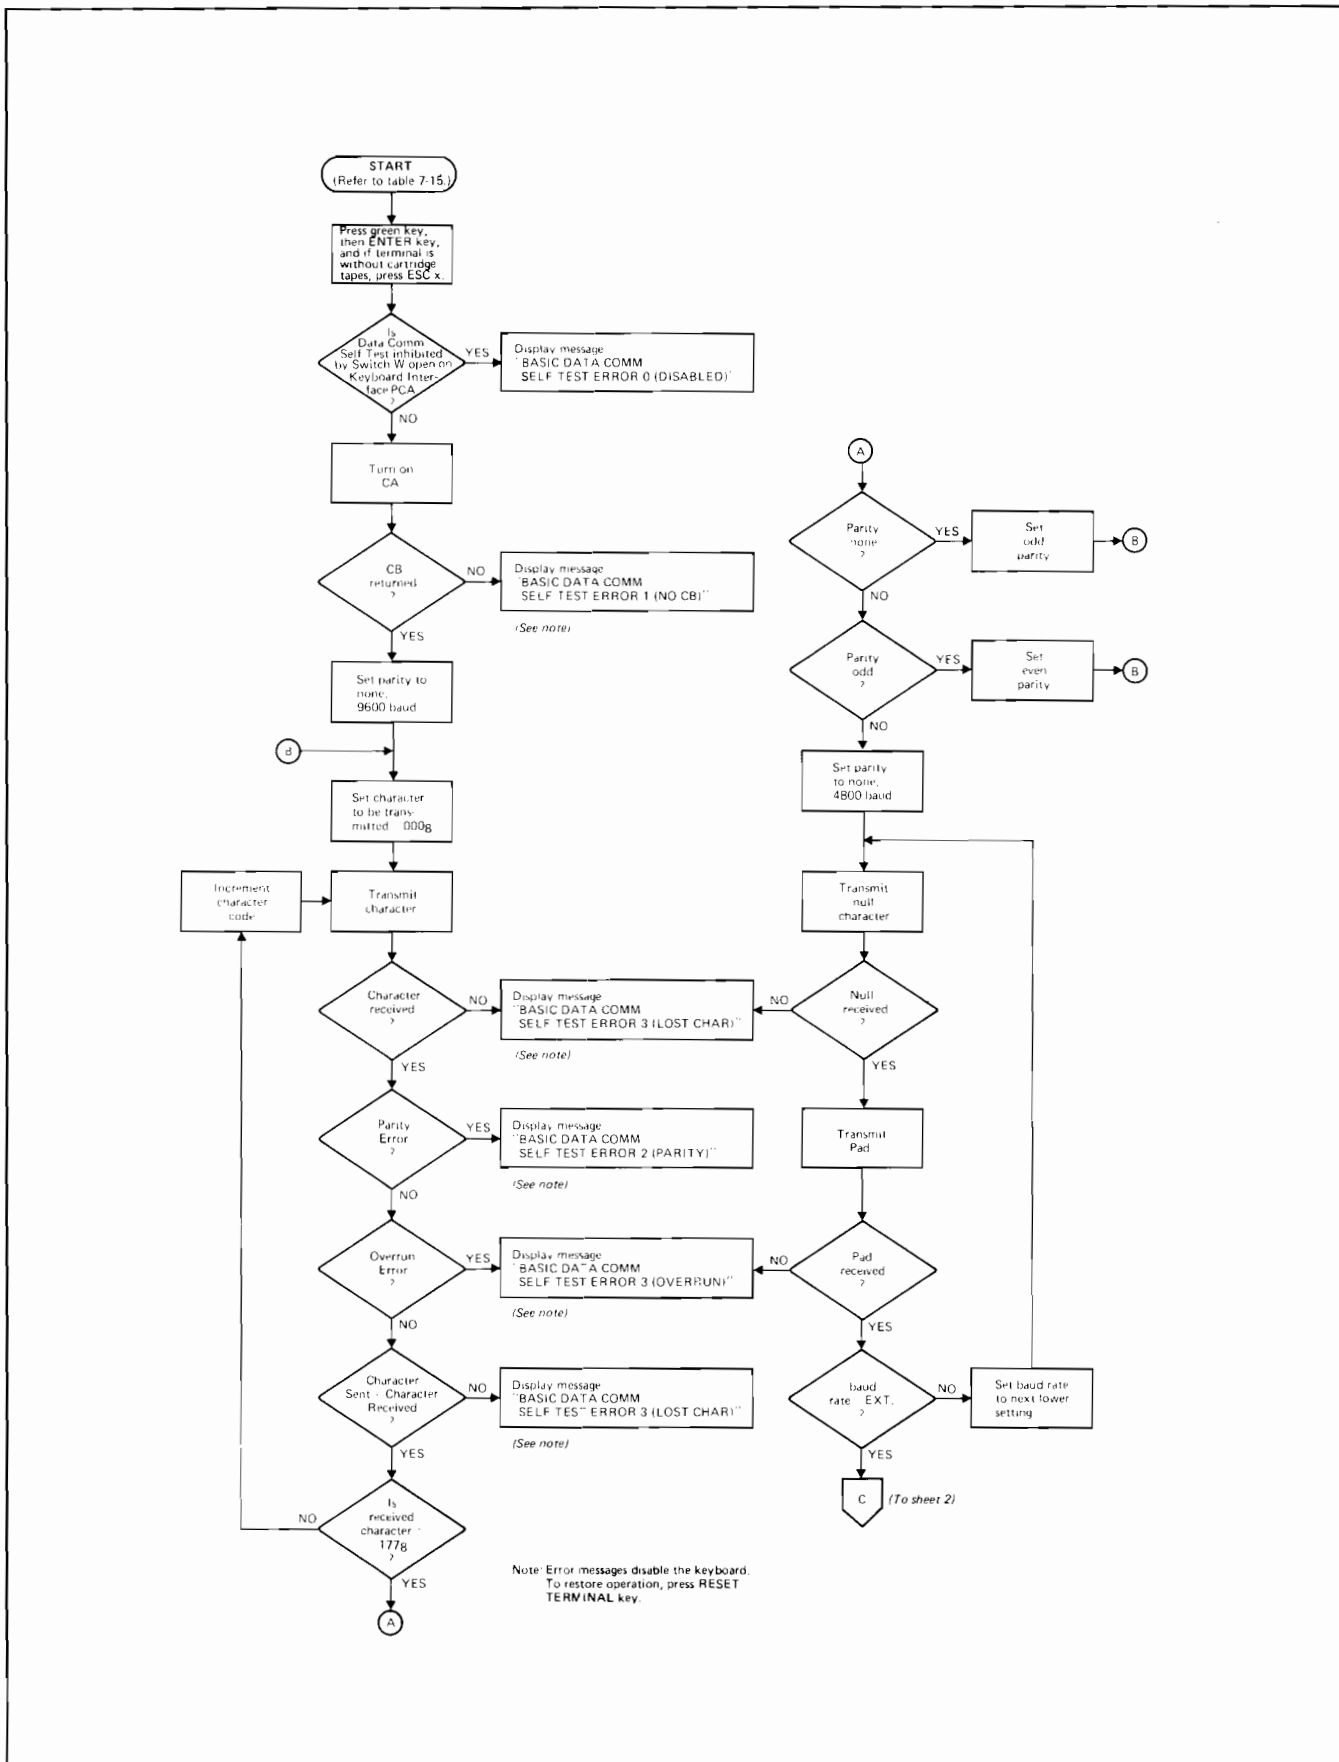 START
(Refer to table 7-15.)
Press green key,
then ENTER key,
and if terminal is
without cartridge
tapes, press ESC x.
Is
Data Comm
Self Test inhibited
by Switch W open on
Keyboard Inter-
face PCA
?
YES
Display message
"BASIC DATA COMM
SELF TEST ERROR 0 (DISABLED)"
NO
Turn on
CA
CB
returned
?
NO
Display message
"BASIC DATA COMM
SELF TEST ERROR 1 (NO CB)"
(See note)
YES
Set parity to
none,
9600 baud
B
Set character
to be trans-
mitted 0008
Increment
character
code
Transmit
character
Character
received
?
NO
Display message
"BASIC DATA COMM
SELF TEST ERROR 3 (LOST CHAR)"
(See note)
YES
Parity
Error
?
YES
Display message
"BASIC DATA COMM
SELF TEST ERROR 2 (PARITY)"
(See note)
NO
Overrun
Error
?
YES
Display message
"BASIC DATA COMM
SELF TEST ERROR 3 (OVERRUN)"
(See note)
NO
Character
Sent - Character
Received
?
NO
Display message
"BASIC DATA COMM
SELF TEST ERROR 3 (LOST CHAR)"
(See note)
YES
Is
received
character -
1778
?
NO
YES
A
A
Parity
none
?
YES
Set
odd
parity
B
NO
Parity
odd
?
YES
Set
even
parity
B
NO
Set parity
to none,
4800 baud
Transmit
null
character
Null
received
?
NO
YES
Transmit
Pad
Pad
received
?
NO
YES
baud
rate EXT.
?
NO
Set baud rate
to next lower
setting
YES
C
(To sheet 2)
Note: Error messages disable the keyboard.
To restore operation, press RESET
TERMINAL key.